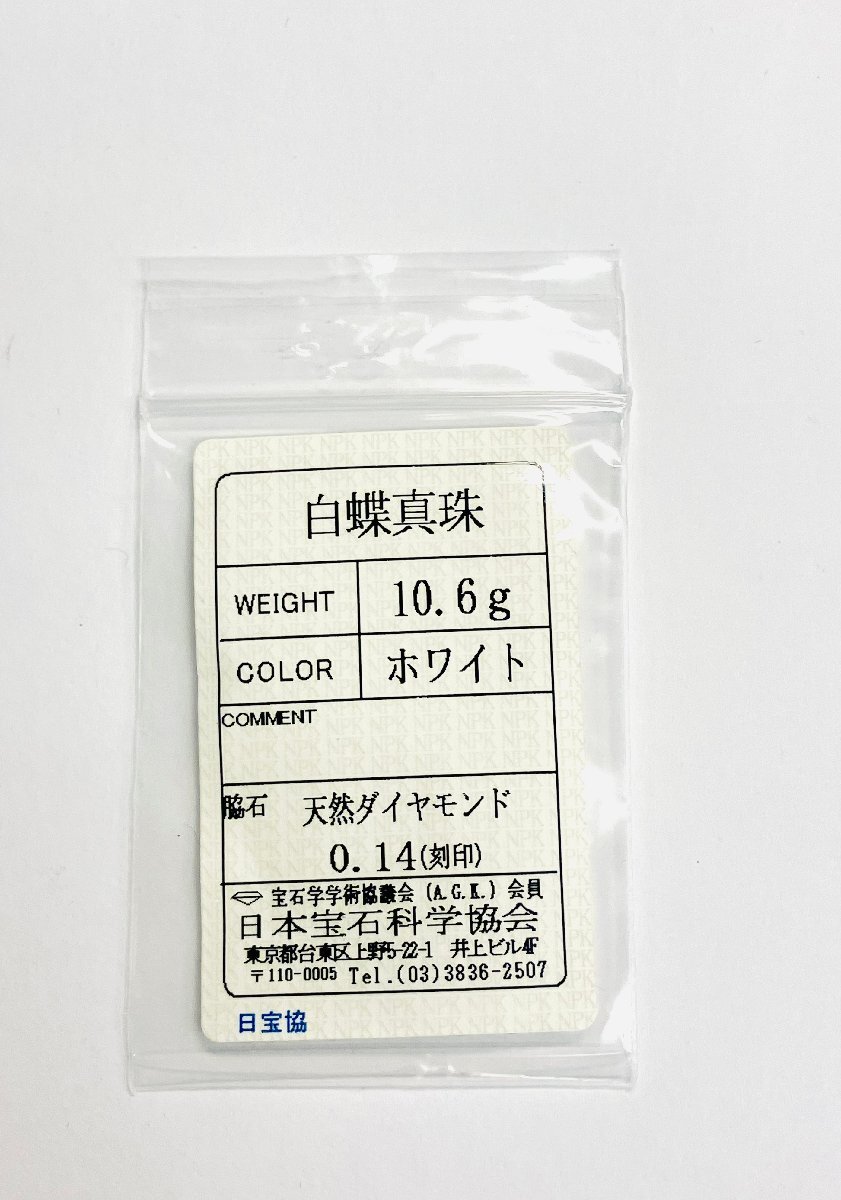 白蝶真珠
WEIGHT 10.6g
COLOR ホワイト
COMMENT
脇石 天然ダイヤモンド
0.14(刻印)
宝石学学術協叢会 (A.G.K.) 会員
日本宝石科学協会
東京都台東区上野5-22-1 井上ビル4F
〒110-0005 Tel.(03)3836-2507
日宝協